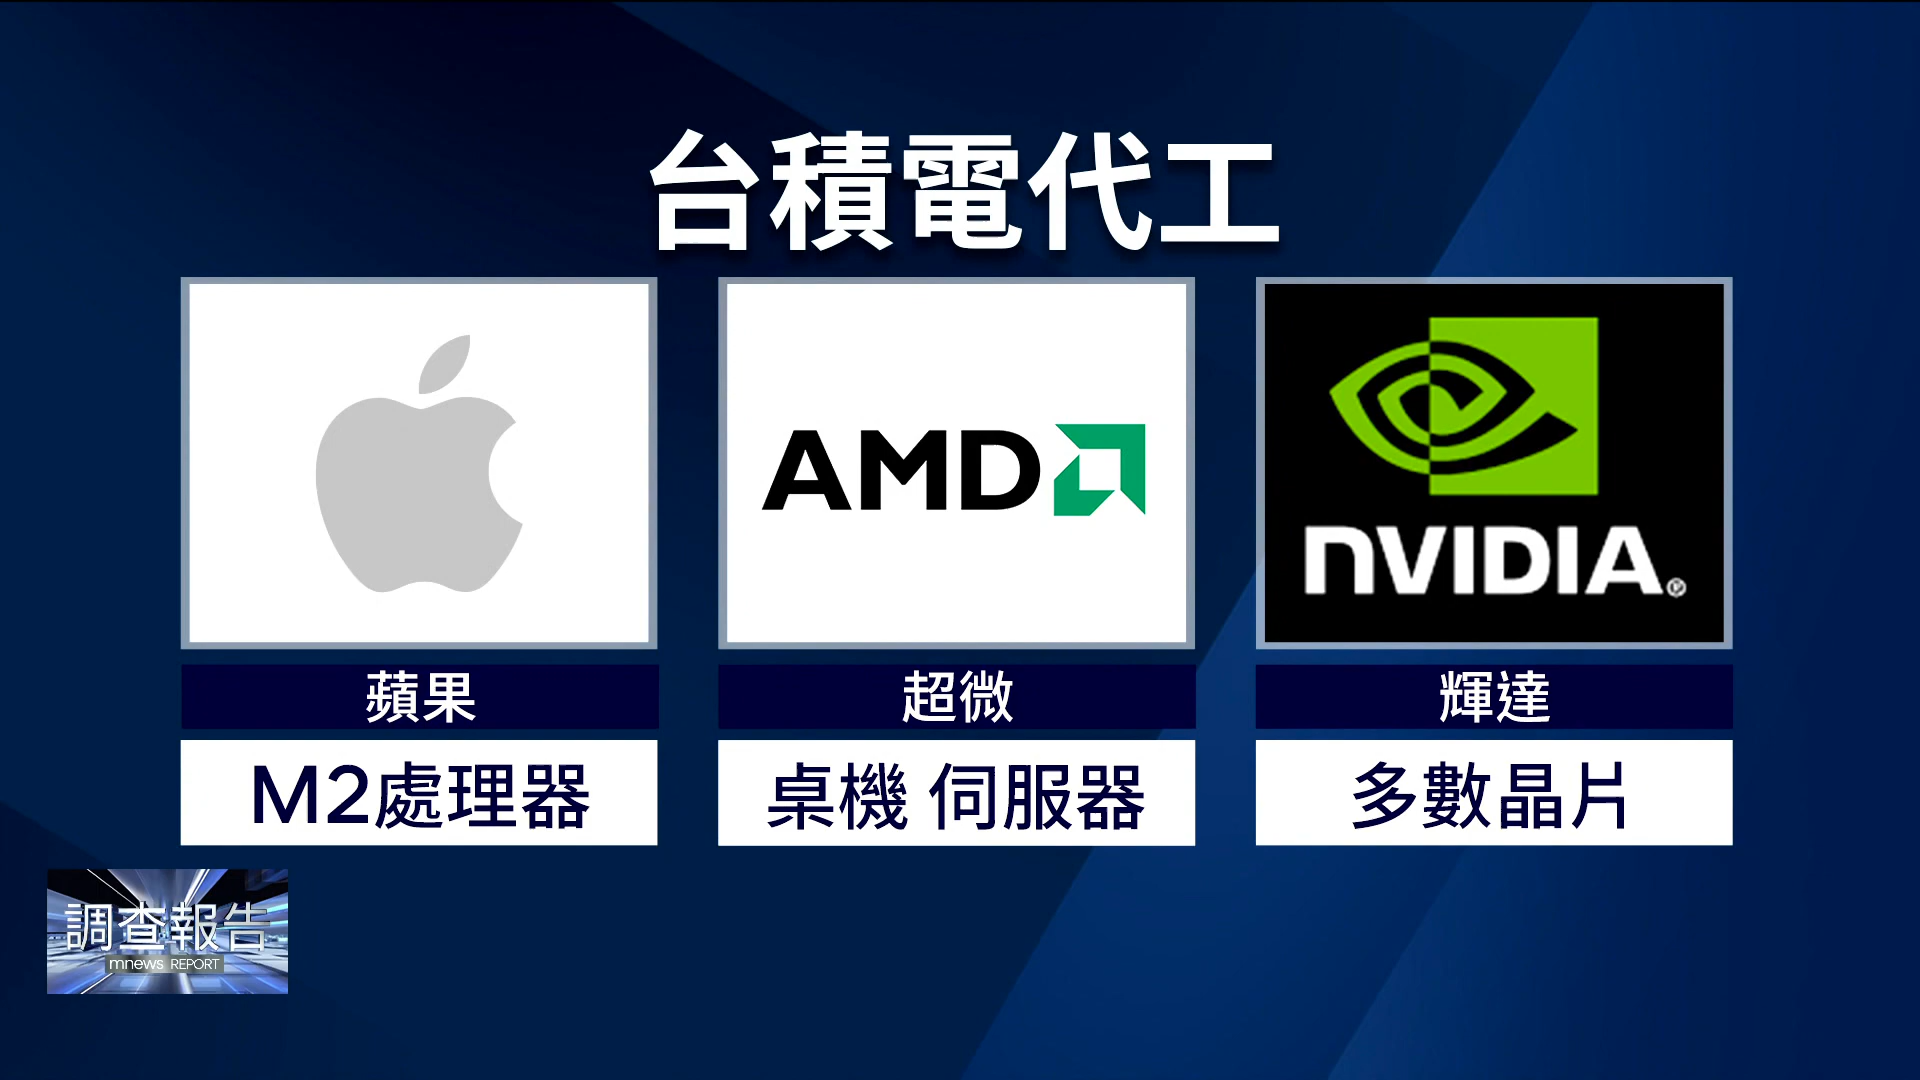 台積電代工
AMD
NVIDIA®
蘋果
超微
輝達
M2處理器
桌機 伺服器
多數晶片
調查報告
mnews REPORT